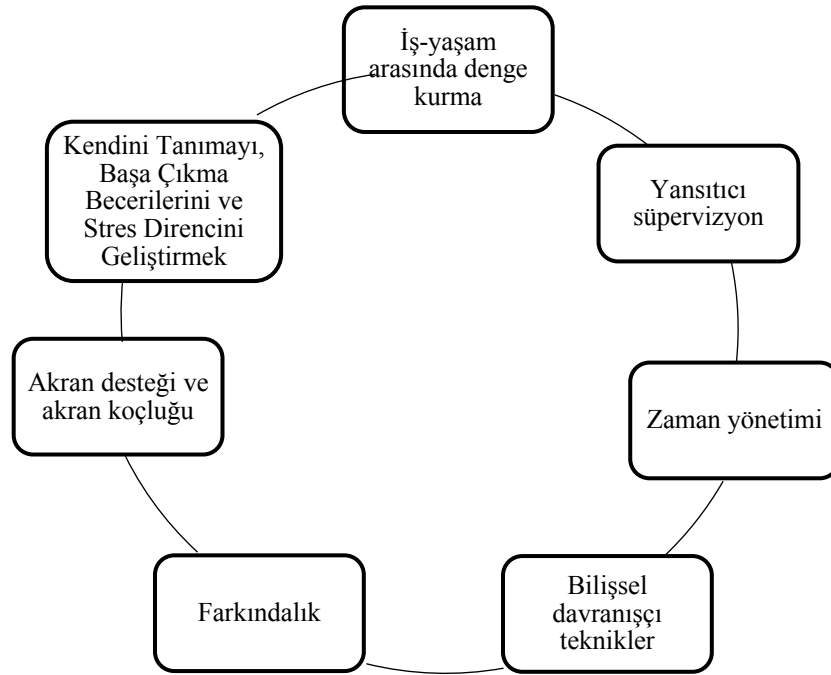 İş-yaşam
arasında denge
kurma
Yansıtıcı
süpervizyon
Zaman yönetimi
Bilişsel
davranışçı
teknikler
Farkındalık
Akran desteği ve
akran koçluğu
Kendini Tanımayı,
Başa Çıkma
Becerilerini ve
Stres Direncini
Geliştirmek